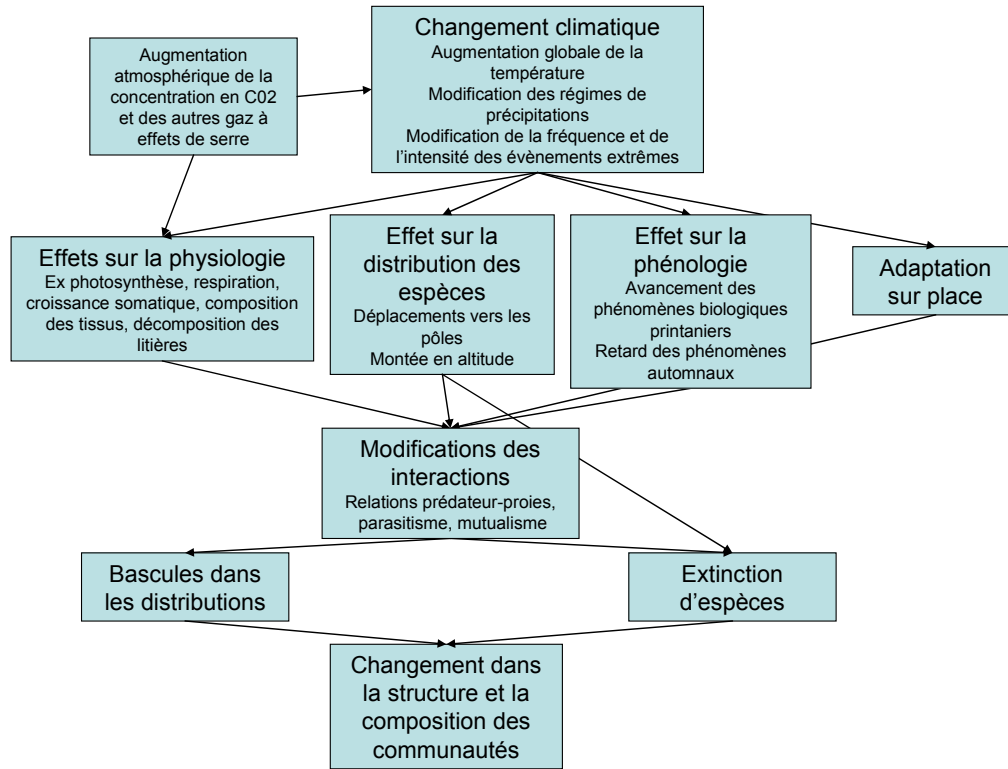 Augmentation
atmosphérique de la
concentration en C02
et des autres gaz à
effets de serre
Changement climatique
Augmentation globale de la
température
Modification des régimes de
précipitations
Modification de la fréquence et de
l'intensité des évènements extrêmes
Effets sur la physiologie
Ex photosynthèse, respiration,
croissance somatique, composition
des tissus, décomposition des
litières
Effet sur la
distribution des
espèces
Déplacements vers les
pôles
Montée en altitude
Effet sur la
phénologie
Avancement des
phénomènes biologiques
printaniers
Retard des phénomènes
automnaux
Adaptation
sur place
Modifications des
interactions
Relations prédateur-proies,
parasitisme, mutualisme
Bascules dans
les distributions
Extinction
d'espèces
Changement dans
la structure et la
composition des
communautés